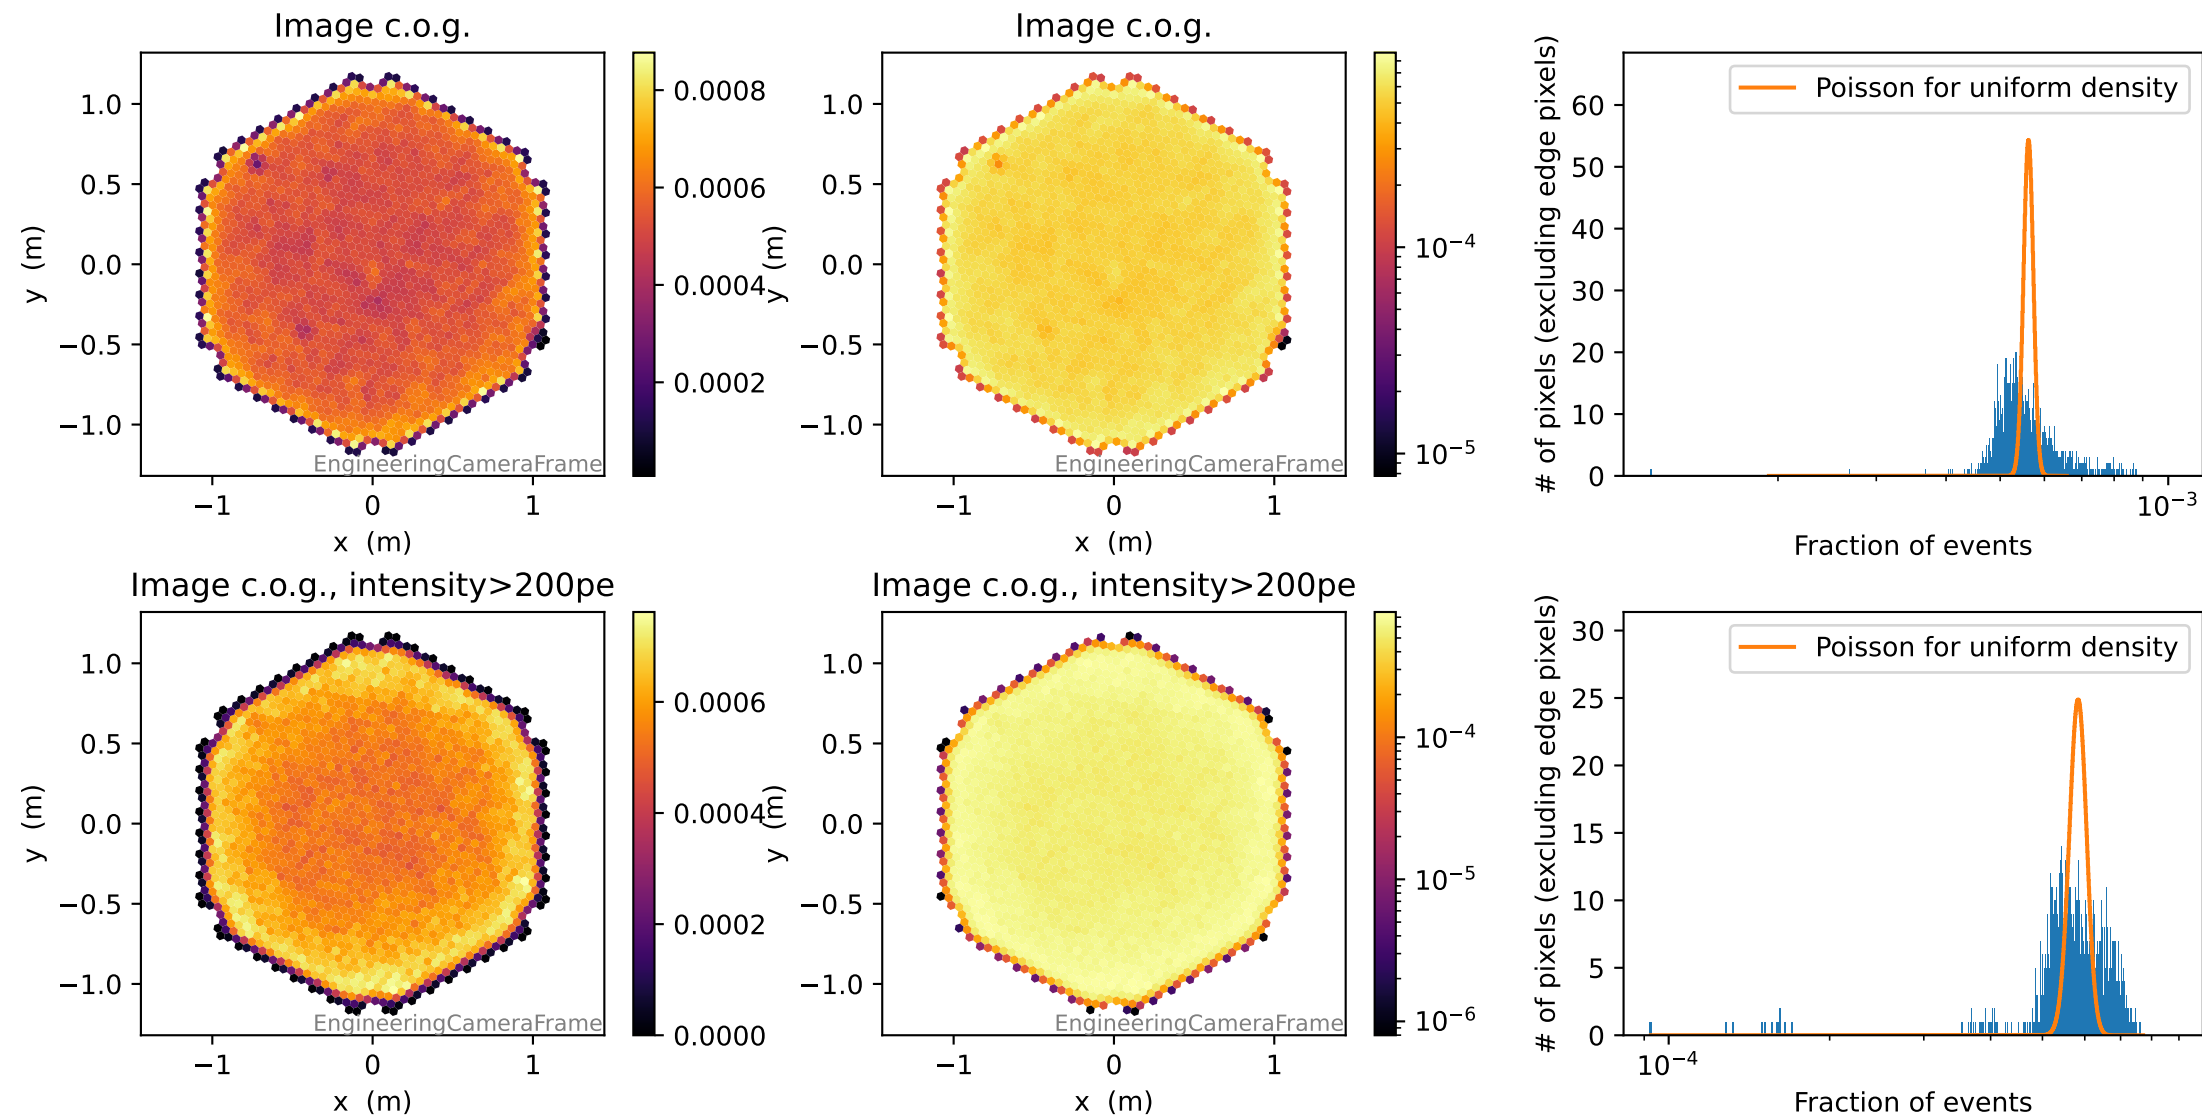 Image c.o.g.
y (m)
1.0
0.5
0.0
−0.5
−1.0
−1
0
1
x (m)
EngineeringCameraFrame
0.0008
0.0006
0.0004
0.0002
Image c.o.g.
y (m)
1.0
0.5
0.0
−0.5
−1.0
−1
0
1
x (m)
EngineeringCameraFrame
10⁻⁴
10⁻⁵
# of pixels (excluding edge pixels)
60
50
40
30
20
10
0
Poisson for uniform density
10⁻³
Fraction of events
Image c.o.g., intensity>200pe
y (m)
1.0
0.5
0.0
−0.5
−1.0
−1
0
1
x (m)
EngineeringCameraFrame
0.0006
0.0004
0.0002
0.0000
Image c.o.g., intensity>200pe
y (m)
1.0
0.5
0.0
−0.5
−1.0
−1
0
1
x (m)
EngineeringCameraFrame
10⁻⁴
10⁻⁵
10⁻⁶
# of pixels (excluding edge pixels)
30
25
20
15
10
5
0
Poisson for uniform density
10⁻⁴
Fraction of events